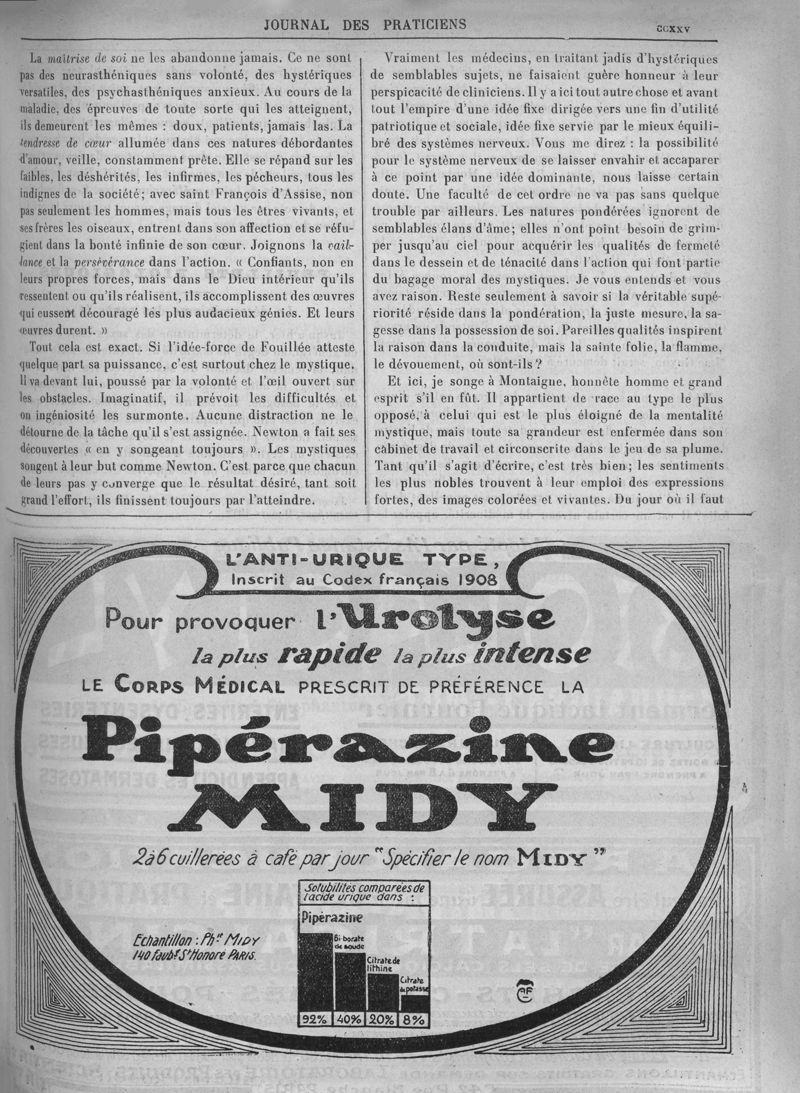 JOURNAL DES PRATICIENS
CCXXV
La maîtrise de soi ne les abandonne jamais. Ce ne sont
pas des neurasthéniques sans volonté, des hystériques
versatiles, des psychasthéniques anxieux. Au cours de la
maladie, des épreuves de toute sorte qui les atteignent,
ils demeurent les mêmes : doux, patients, jamais las. La
tendresse de cœur allumée dans ces natures débordantes
d'amour, veille, constamment prête. Elle se répand sur les
faibles, les déshérités, les infirmes, les pécheurs, tous les
indignes de la société; avec saint François d'Assise, non
pas seulement les hommes, mais tous les êtres vivants, et
ses frères les oiseaux, entrent dans son affection et se réfu-
gient dans la bonté infinie de son cœur. Joignons la vail-
lance et la persévérance dans l'action. « Confiants, non en
leurs propres forces, mais dans le Dieu intérieur qu'ils
ressentent ou qu'ils réalisent, ils accomplissent des œuvres
qui eussent découragé les plus audacieux génies. Et leurs
œuvres durent. »
Tout cela est exact. Si l'idée-force de Fouillée atteste
quelque part sa puissance, c'est surtout chez le mystique.
Il va devant lui, poussé par la volonté et l'œil ouvert sur
les obstacles. Imaginatif, il prévoit les difficultés et
on ingéniosité les surmonte. Aucune distraction ne le
détourne de la tâche qu'il s'est assignée. Newton a fait ses
découvertes « en y songeant toujours ». Les mystiques
songent à leur but comme Newton. C'est parce que chacun
de leurs pas y converge que le résultat désiré, tant soit
grand l'effort, ils finissent toujours par l'atteindre.
Vraiment les médecins, en traitant jadis d'hystériques
de semblables sujets, ne faisaient guère honneur à leur
perspicacité de cliniciens. Il y a ici tout autre chose et avant
tout l'empire d'une idée fixe dirigée vers une fin d'utilité
patriotique et sociale, idée fixe servie par le mieux équili-
bré des systèmes nerveux. Vous me direz : la possibilité
pour le système nerveux de se laisser envahir et accaparer
à ce point par une idée dominante, nous laisse certain
doute. Une faculté de cet ordre ne va pas sans quelque
trouble par ailleurs. Les natures pondérées ignorent de
semblables élans d'âme; elles n'ont point besoin de grim-
per jusqu'au ciel pour acquérir les qualités de fermeté
dans le dessein et de ténacité dans l'action qui font partie
du bagage moral des mystiques. Je vous entends et vous
avez raison. Reste seulement à savoir si la véritable supé-
riorité réside dans la pondération, la juste mesure, la sa-
gesse dans la possession de soi. Pareilles qualités inspirent
la raison dans la conduite, mais la sainte folie, la flamme,
le dévouement, où sont-ils?
Et ici, je songe à Montaigne, honnête homme et grand
esprit s'il en fût. Il appartient de race au type le plus
opposé, à celui qui est le plus éloigné de la mentalité
mystique, mais toute sa grandeur est enfermée dans son
cabinet de travail et circonscrite dans le jeu de sa plume.
Tant qu'il s'agit d'écrire, c'est très bien; les sentiments
les plus nobles trouvent à leur emploi des expressions
fortes, des images colorées et vivantes. Du jour où il faut
L'ANTI-URIQUE TYPE,
Inscrit au Codex français 1908
Pour provoquer l'Urolyse
la plus rapide la plus intense
LE CORPS MÉDICAL PRESCRIT DE PRÉFÉRENCE LA
Pipérazine
MIDY
2 à 6 cuillerées à café par jour "Spécifier le nom MIDY"
Solubilités comparées de
l'acide urique dans :
Pipérazine
Bi-borate
de soude
Citrate de
lithine
Citrate
de potasse
92% 40% 20% 8%
Echantillon : Phie MIDY
140 faubg St Honoré PARIS.
AF